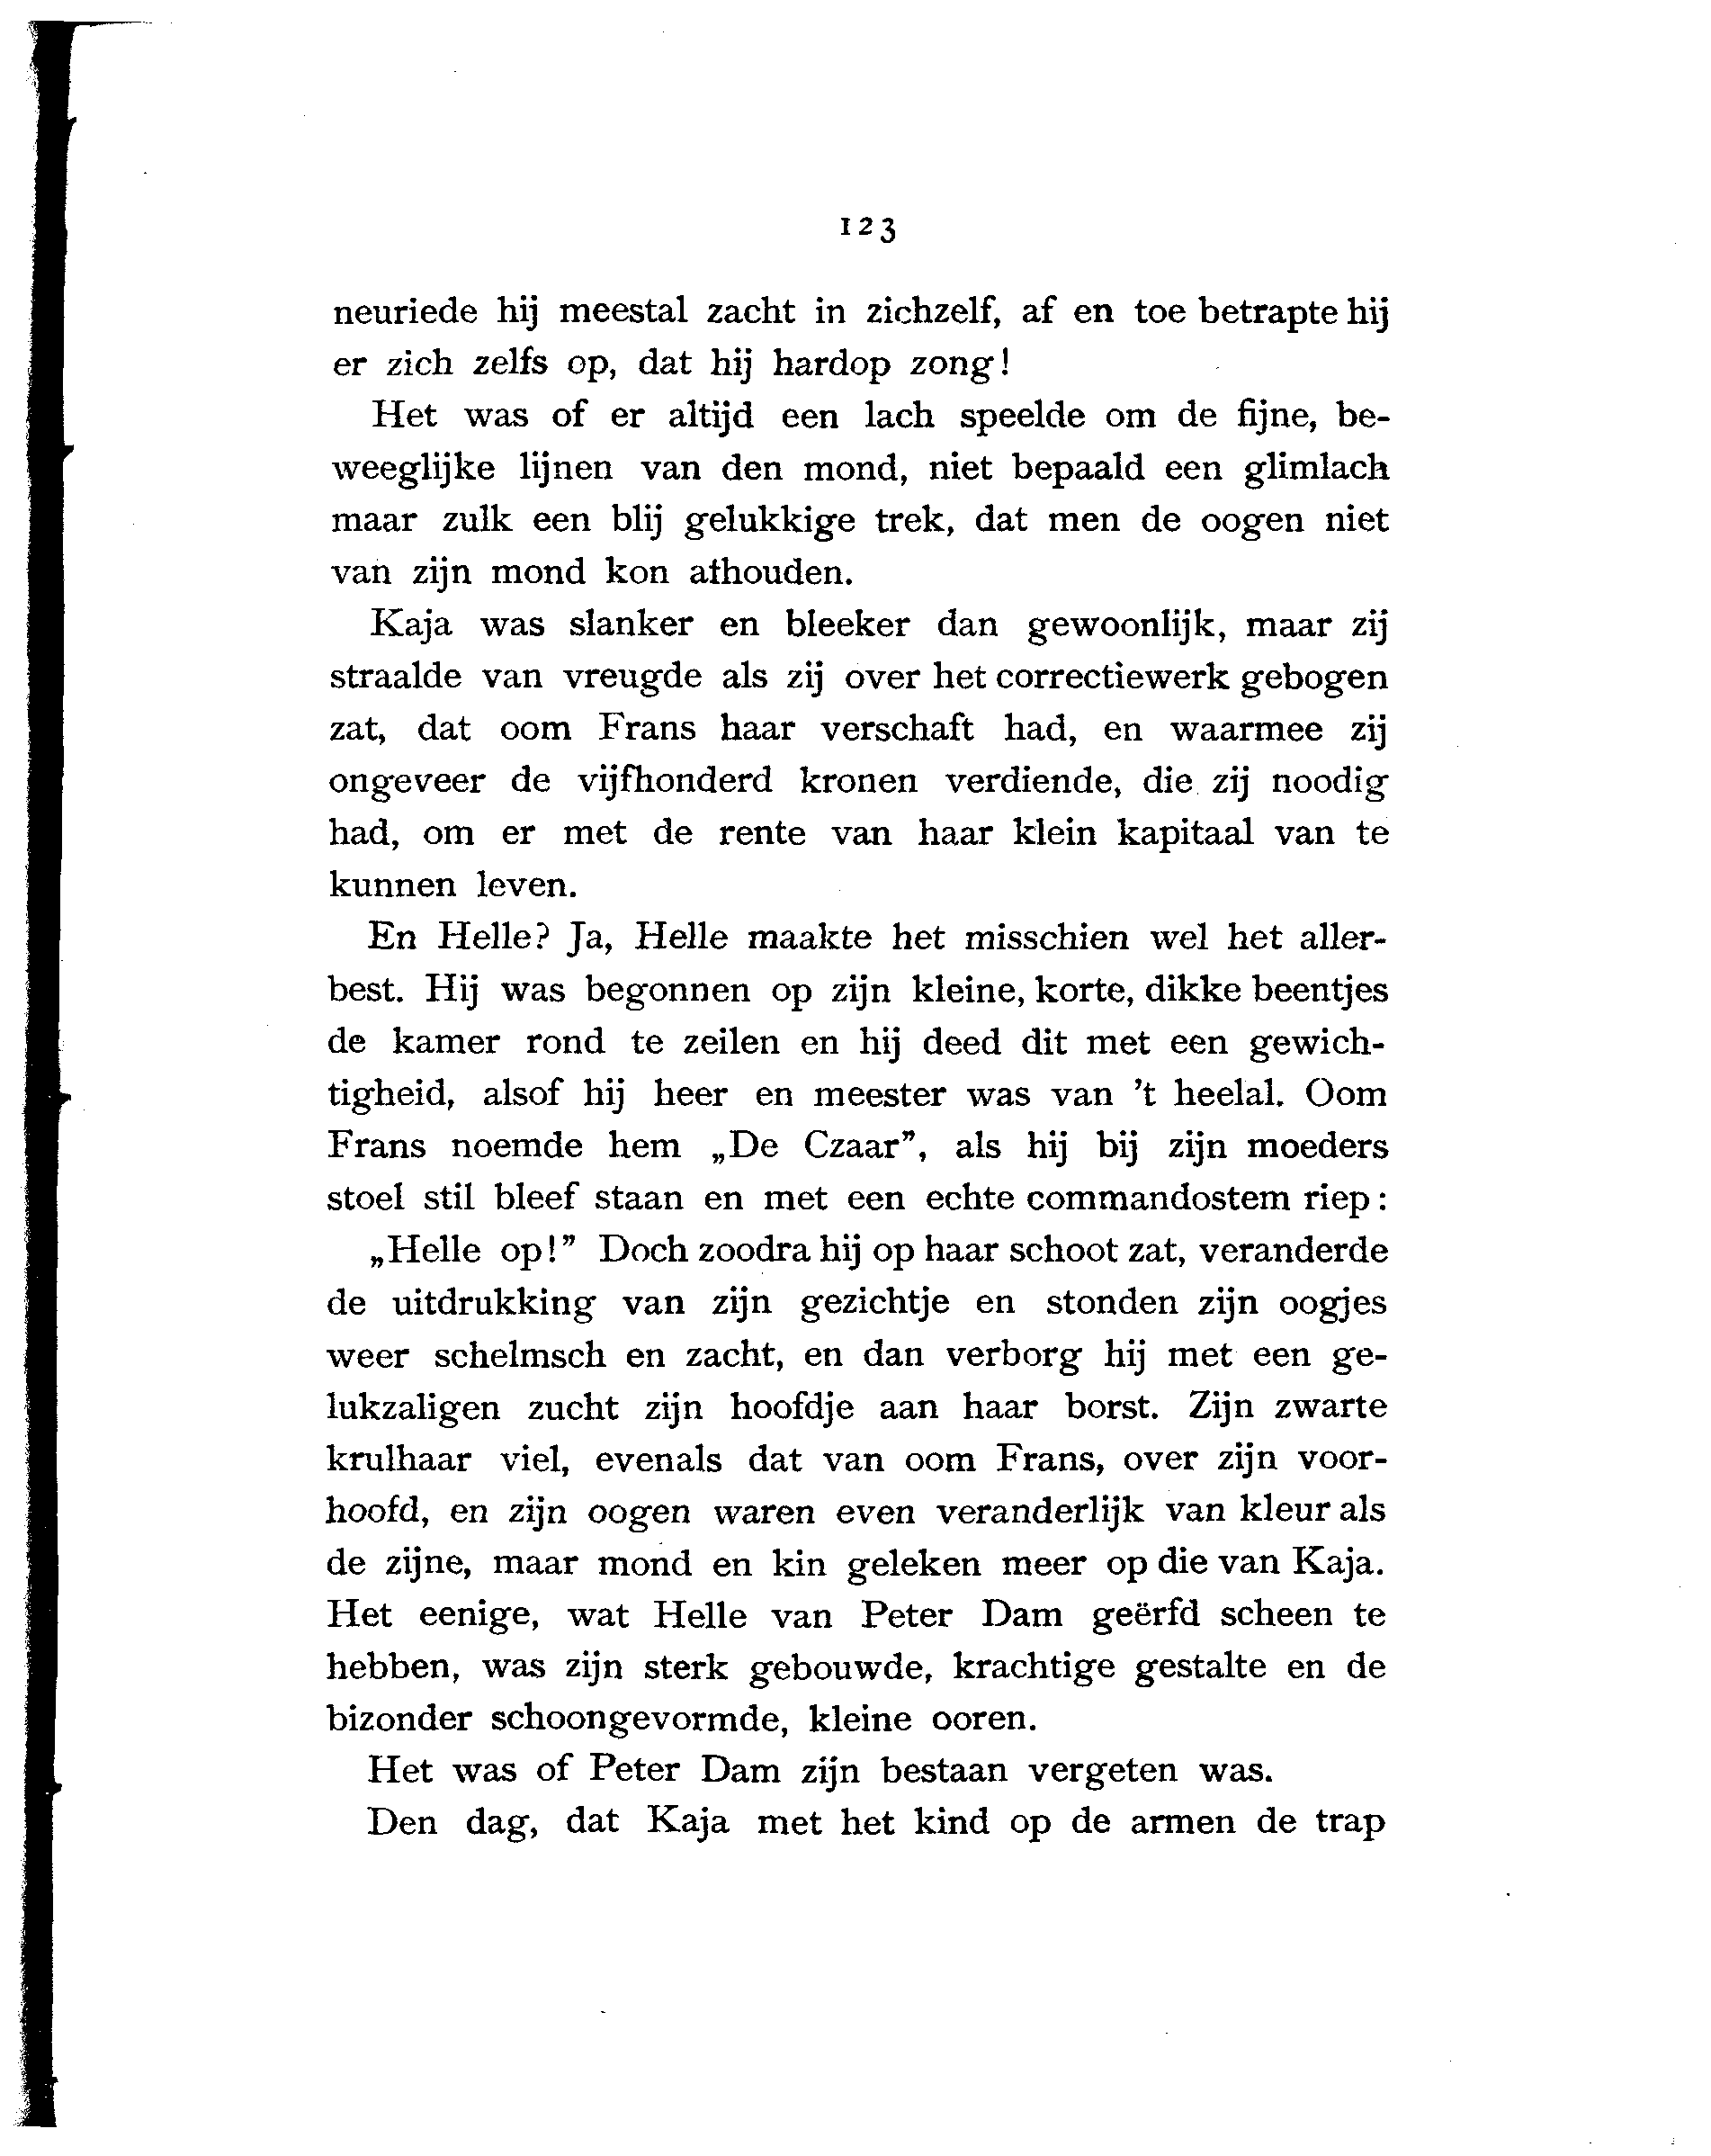 123
neuriede hij meestal zacht in zichzelf, af en toe betrapte hij
er zich zelfs op, dat hij hardop zong!
Het was of er altijd een lach speelde om de fijne, be-
weeglijke lijnen van den mond, niet bepaald een glimlach
maar zulk een blij gelukkige trek, dat men de oogen niet
van zijn mond kon afhouden.
Kaja was slanker en bleeker dan gewoonlijk, maar zij
straalde van vreugde als zij over het correctiewerk gebogen
zat, dat oom Frans haar verschaft had, en waarmee zij
ongeveer de vijfhonderd kronen verdiende, die zij noodig
had, om er met de rente van haar klein kapitaal van te
kunnen leven.
En Helle? Ja, Helle maakte het misschien wel het aller-
best. Hij was begonnen op zijn kleine, korte, dikke beentjes
de kamer rond te zeilen en hij deed dit met een gewich-
tigheid, alsof hij heer en meester was van 't heelal. Oom
Frans noemde hem „De Czaar”, als hij bij zijn moeders
stoel stil bleef staan en met een echte commandostem riep:
„Helle op!” Doch zoodra hij op haar schoot zat, veranderde
de uitdrukking van zijn gezichtje en stonden zijn oogjes
weer schelmsch en zacht, en dan verborg hij met een ge-
lukzaligen zucht zijn hoofdje aan haar borst. Zijn zwarte
krulhaar viel, evenals dat van oom Frans, over zijn voor-
hoofd, en zijn oogen waren even veranderlijk van kleur als
de zijne, maar mond en kin geleken meer op die van Kaja.
Het eenige, wat Helle van Peter Dam geërfd scheen te
hebben, was zijn sterk gebouwde, krachtige gestalte en de
bizonder schoongevormde, kleine ooren.
Het was of Peter Dam zijn bestaan vergeten was.
Den dag, dat Kaja met het kind op de armen de trap